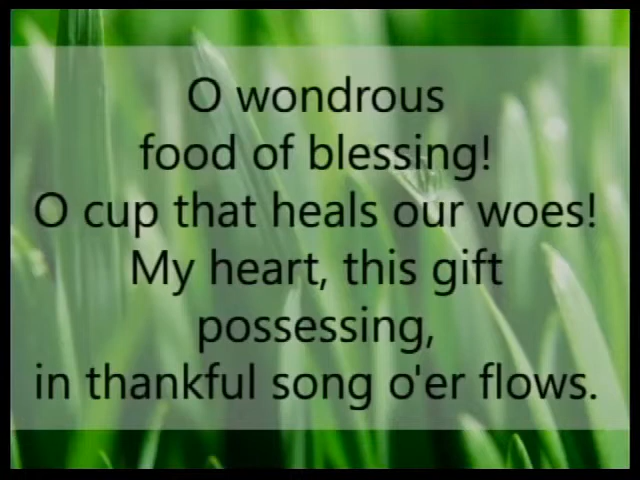 O wondrous
food of blessing!
O cup that heals our woes!
My heart, this gift
possessing,
in thankful song o'er flows.